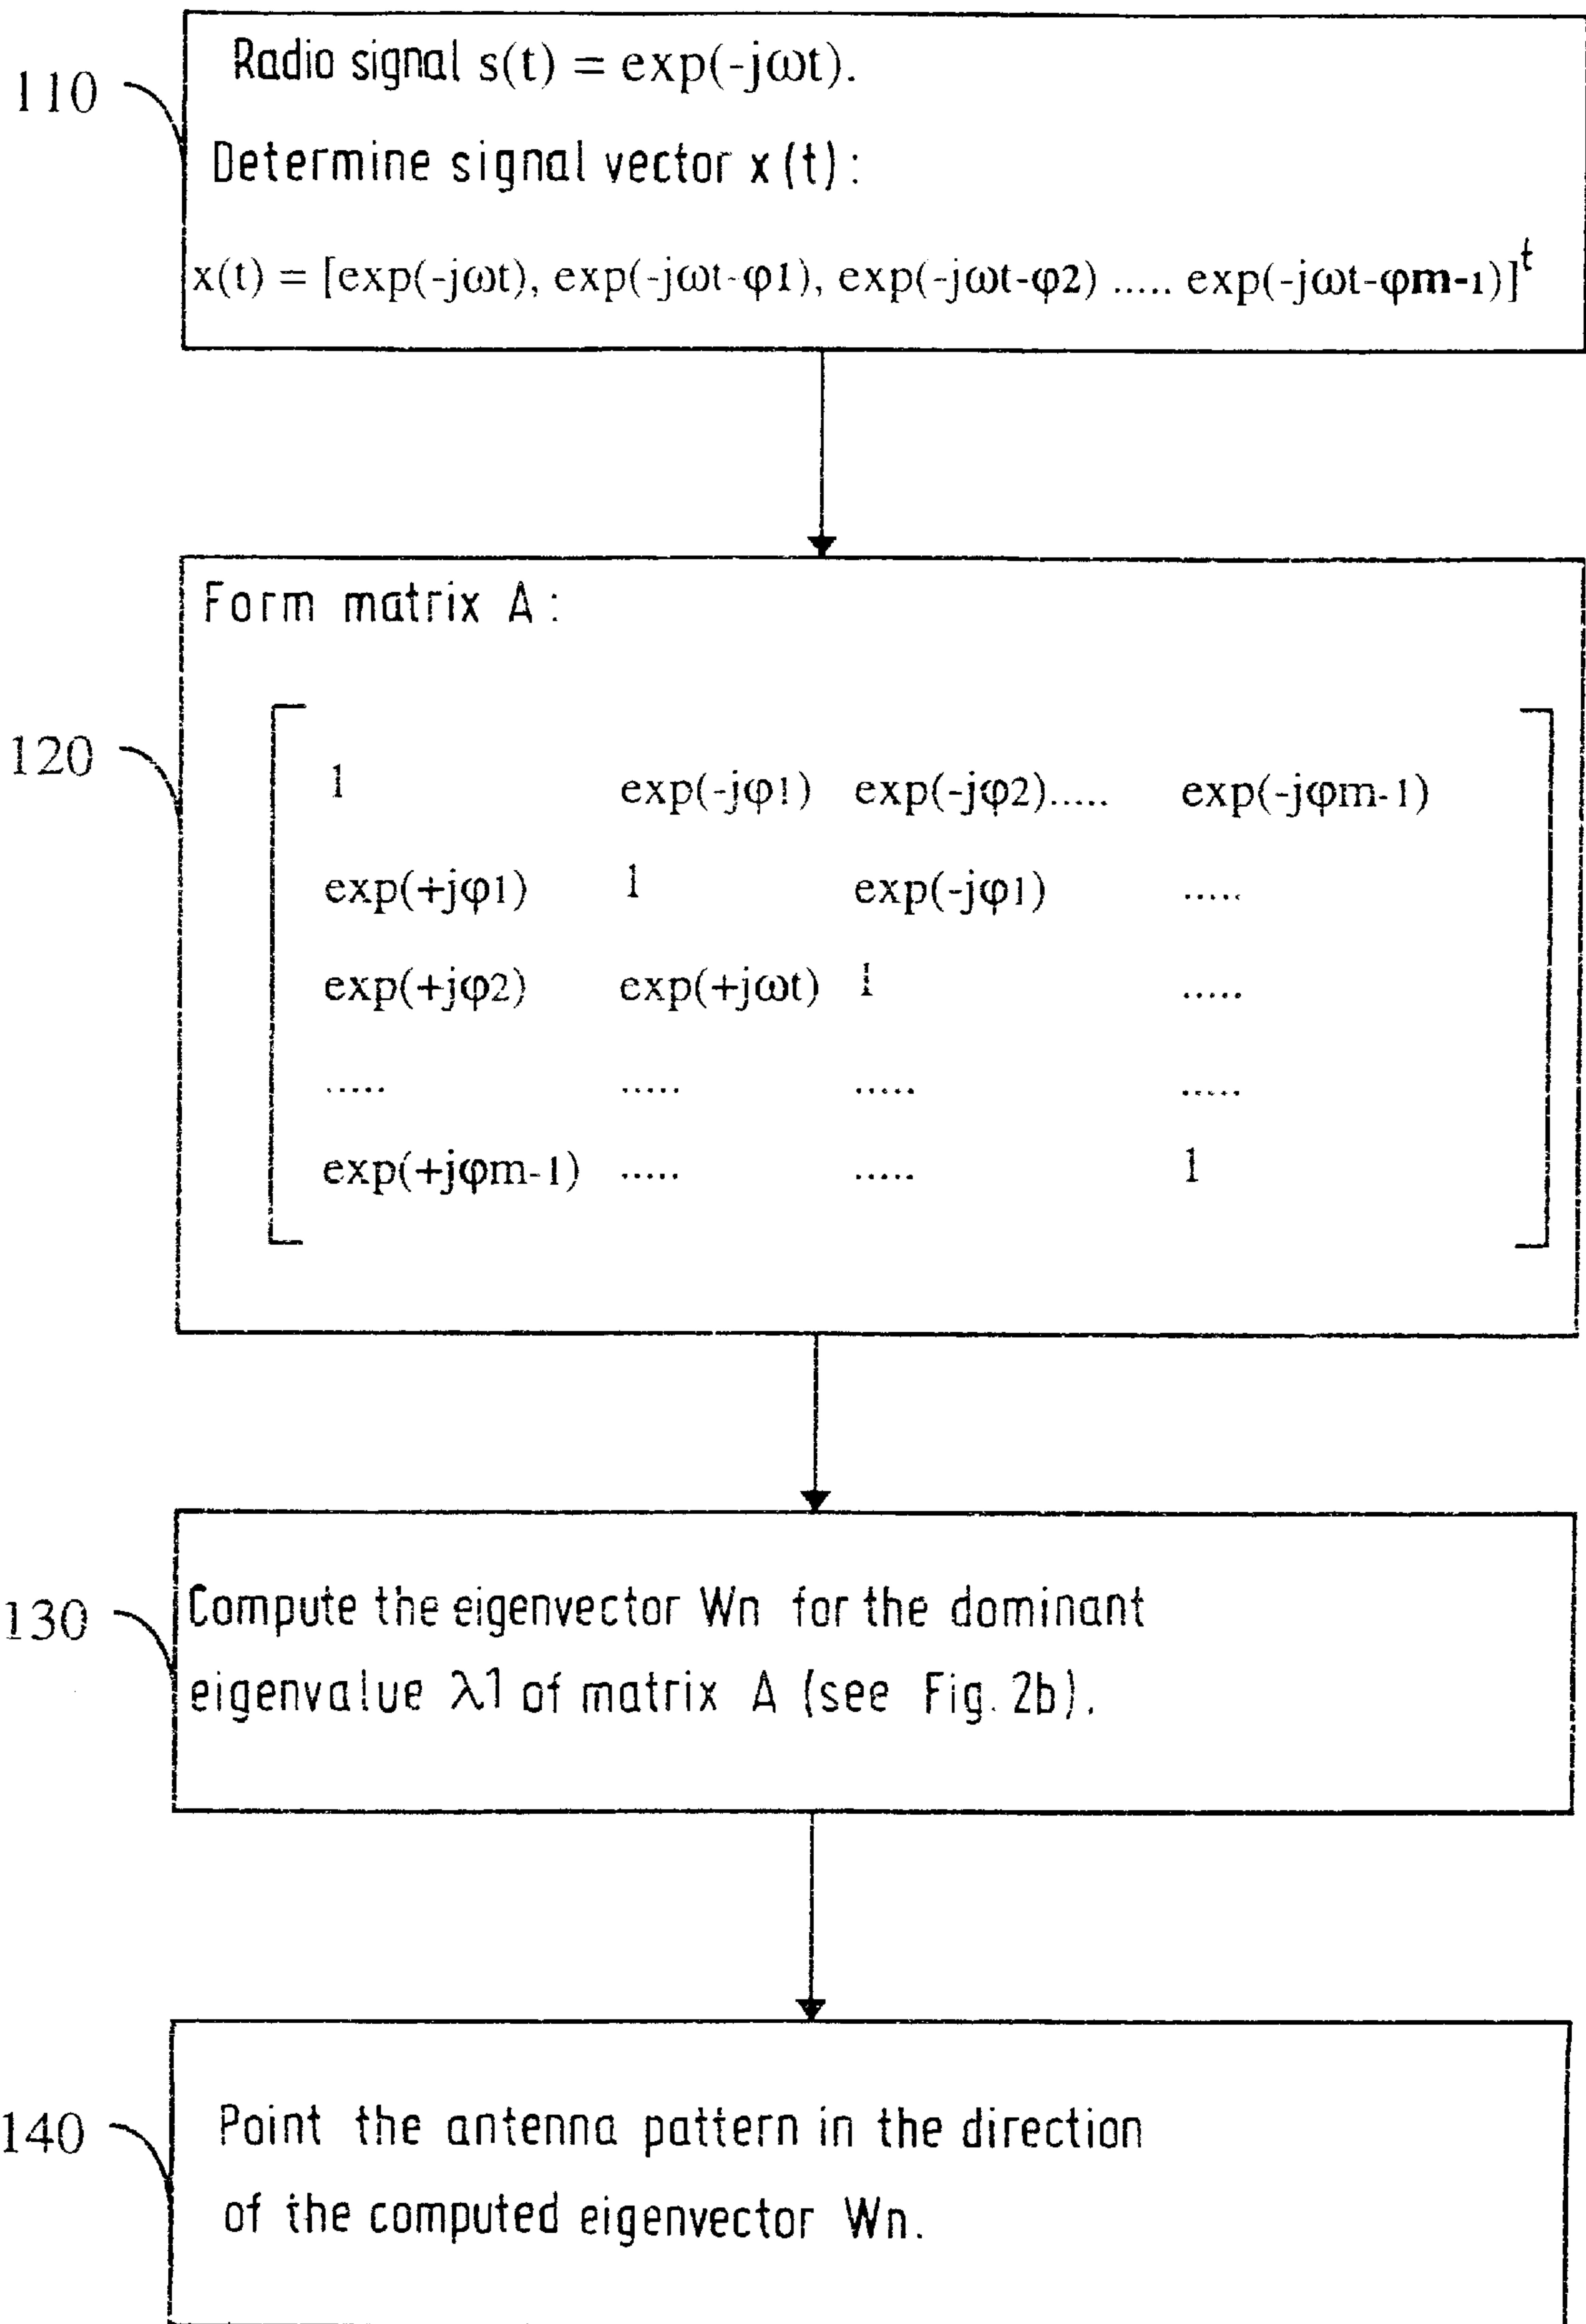 110
Radio signal s(t) = exp(-jωt).
Determine signal vector x(t):
x(t) = [exp(-jωt), exp(-jωt-φ1), exp(-jωt-φ2) ..... exp(-jωt-φm-1)]^t
120
Form matrix A:
1 exp(-jφ1) exp(-jφ2)..... exp(-jφm-1)
exp(+jφ1) 1 exp(-jφ1) .....
exp(+jφ2) exp(+jωt) 1 .....
..... ..... ..... .....
exp(+jφm-1) ..... ..... 1
130
Compute the eigenvector Wn for the dominant
eigenvalue λ1 of matrix A (see Fig. 2b).
140
Point the antenna pattern in the direction
of the computed eigenvector Wn.